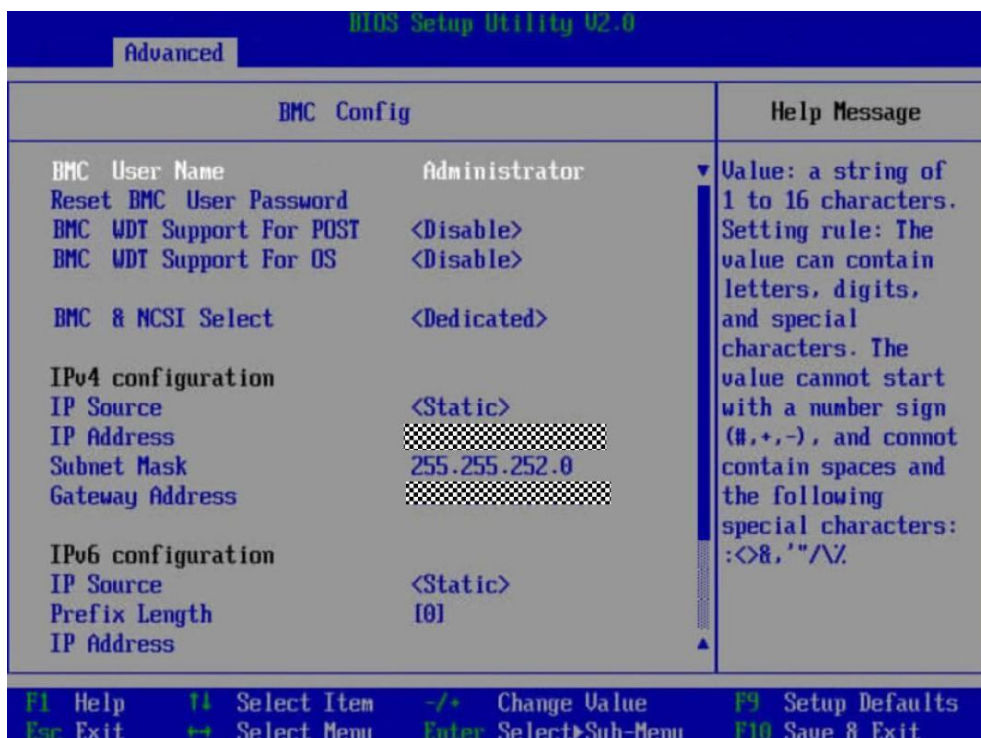 BIOS Setup Utility V2.0
Advanced
BMC Config
Help Message
BMC User Name Administrator
Reset BMC User Password
BMC WDT Support For POST <Disable>
BMC WDT Support For OS <Disable>
BMC & NCSI Select <Dedicated>
IPv4 configuration
IP Source <Static>
IP Address
Subnet Mask 255.255.252.0
Gateway Address
IPv6 configuration
IP Source <Static>
Prefix Length [0]
IP Address
Value: a string of
1 to 16 characters.
Setting rule: The
value can contain
letters, digits,
and special
characters. The
value cannot start
with a number sign
(#,+,-), and connot
contain spaces and
the following
special characters:
:<>&,'"/\%
F1 Help ↑↓ Select Item -/+ Change Value F9 Setup Defaults
Esc Exit ↔ Select Menu Enter Select▶Sub-Menu F10 Save & Exit